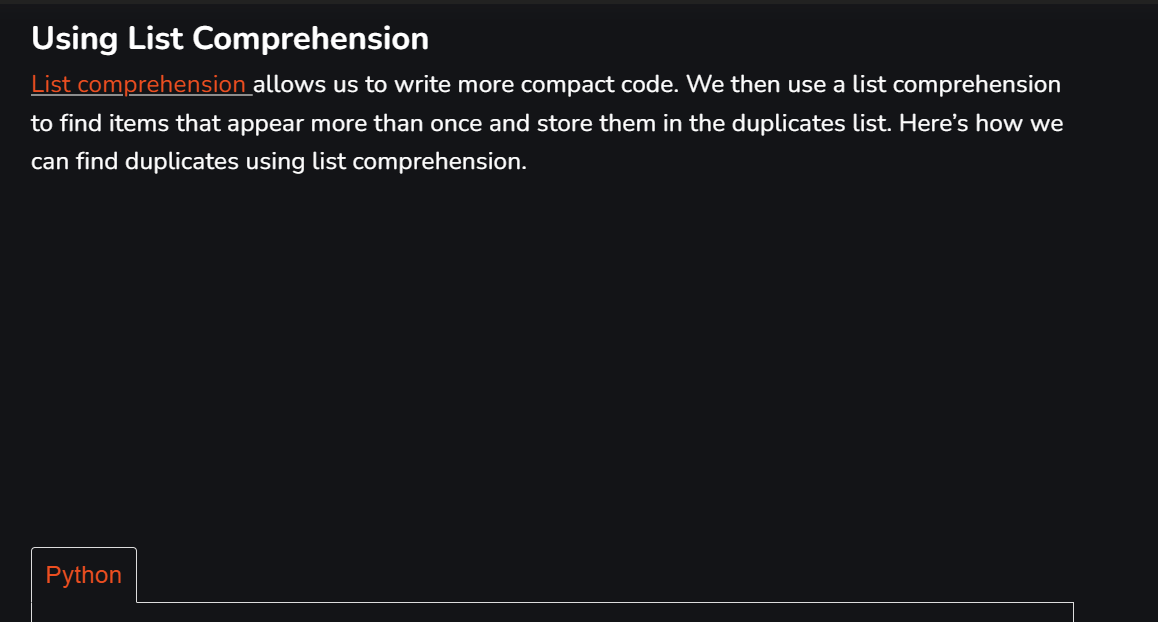 Using List Comprehension
List comprehension allows us to write more compact code. We then use a list comprehension
to find items that appear more than once and store them in the duplicates list. Here’s how we
can find duplicates using list comprehension.
Python